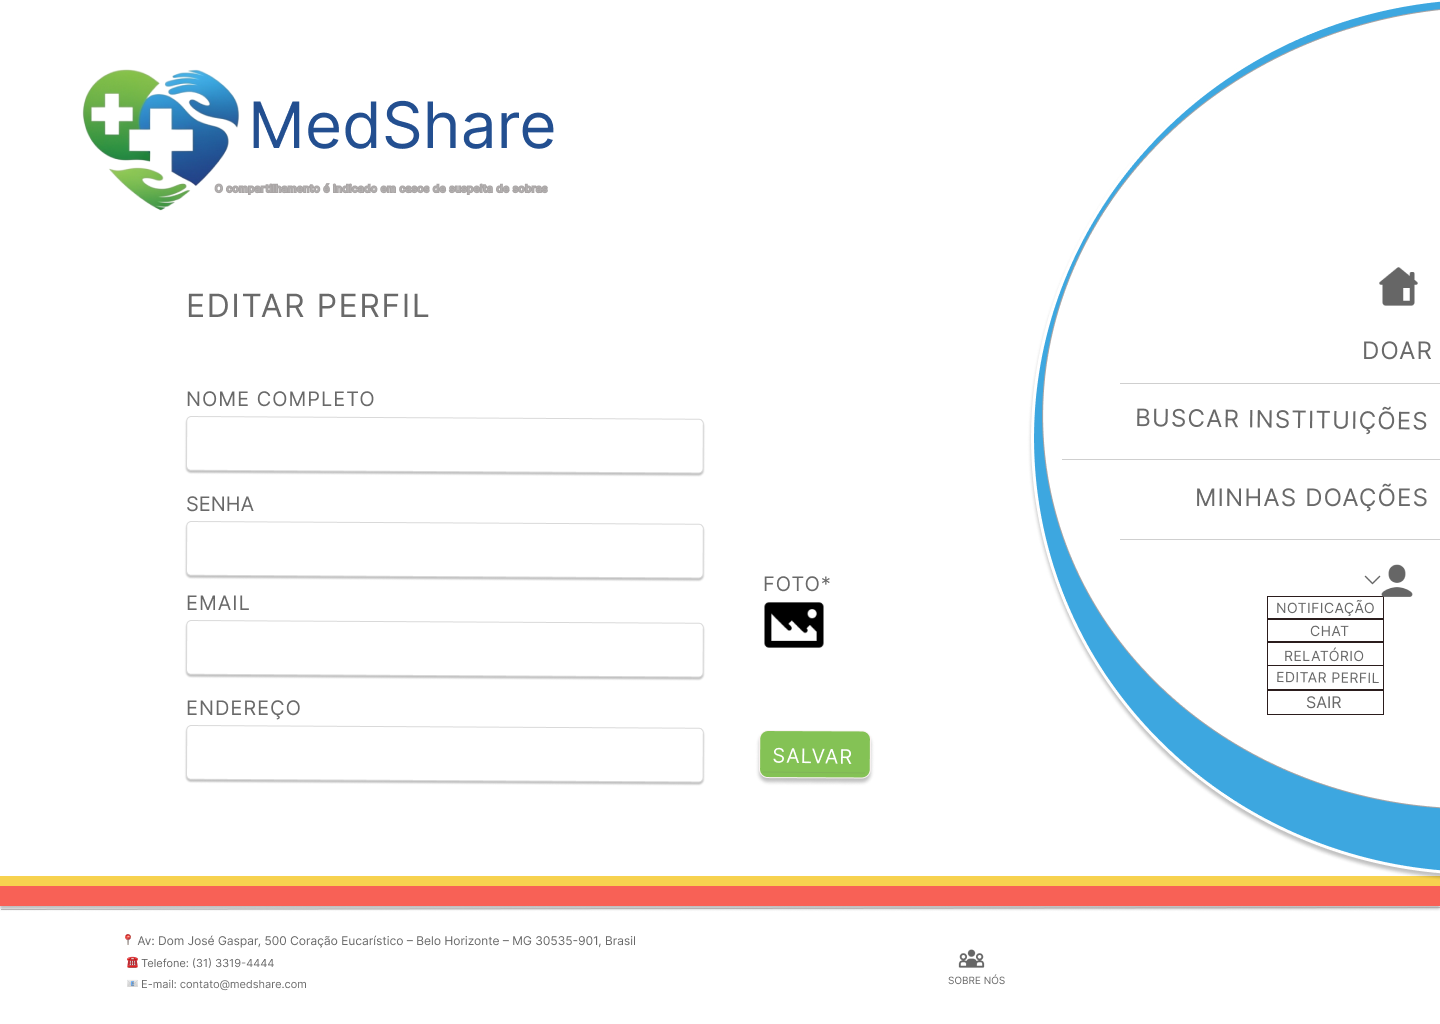 MedShare
O compartilhamento é indicado em casos de suspeita de sobras
EDITAR PERFIL
NOME COMPLETO
SENHA
EMAIL
ENDEREÇO
FOTO*
SALVAR
DOAR
BUSCAR INSTITUIÇÕES
MINHAS DOAÇÕES
NOTIFICAÇÃO
CHAT
RELATÓRIO
EDITAR PERFIL
SAIR
Av: Dom José Gaspar, 500 Coração Eucarístico – Belo Horizonte – MG 30535-901, Brasil
Telefone: (31) 3319-4444
E-mail: contato@medshare.com
SOBRE NÓS